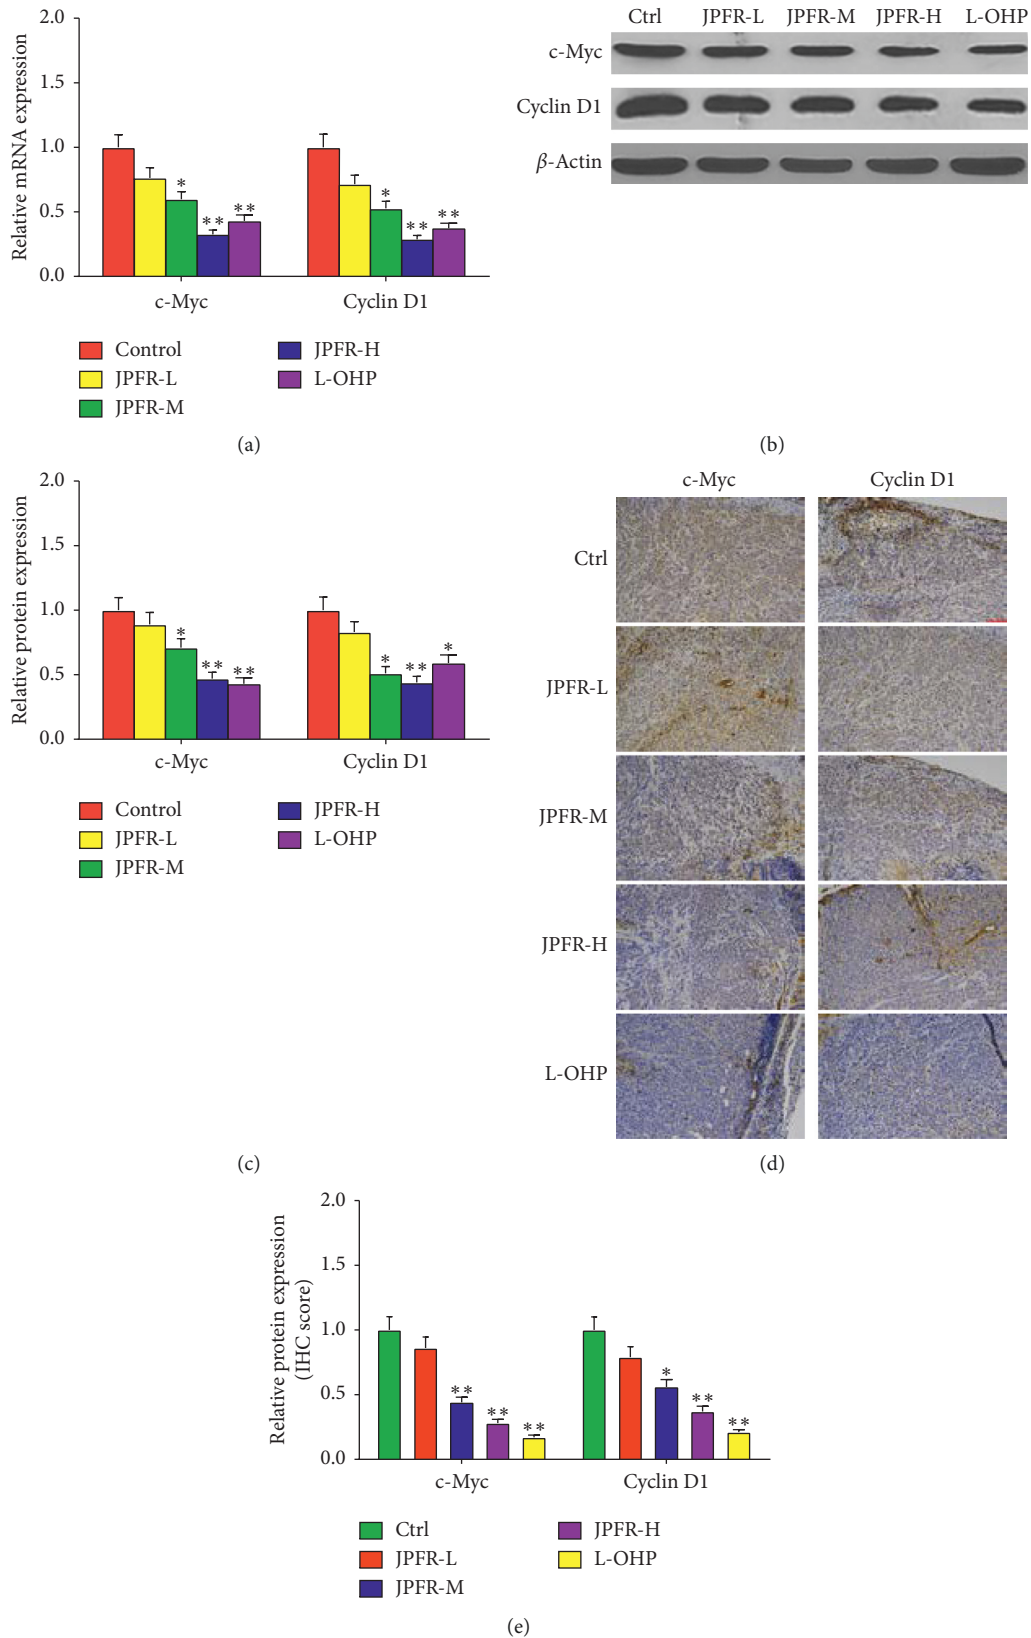 2.0
1.5
1.0
0.5
0.0
Relative mRNA expression
* ** ** * ** **
c-Myc Cyclin D1
Control JPFR-H
JPFR-L L-OHP
JPFR-M
(a)
Ctrl JPFR-L JPFR-M JPFR-H L-OHP
c-Myc
Cyclin D1
β-Actin
(b)
2.0
1.5
1.0
0.5
0.0
Relative protein expression
* ** ** * ** *
c-Myc Cyclin D1
Control JPFR-H
JPFR-L L-OHP
JPFR-M
(c)
c-Myc Cyclin D1
Ctrl
JPFR-L
JPFR-M
JPFR-H
L-OHP
(d)
2.0
1.5
1.0
0.5
0.0
Relative protein expression
(IHC score)
** ** ** * ** **
c-Myc Cyclin D1
Ctrl JPFR-H
JPFR-L L-OHP
JPFR-M
(e)